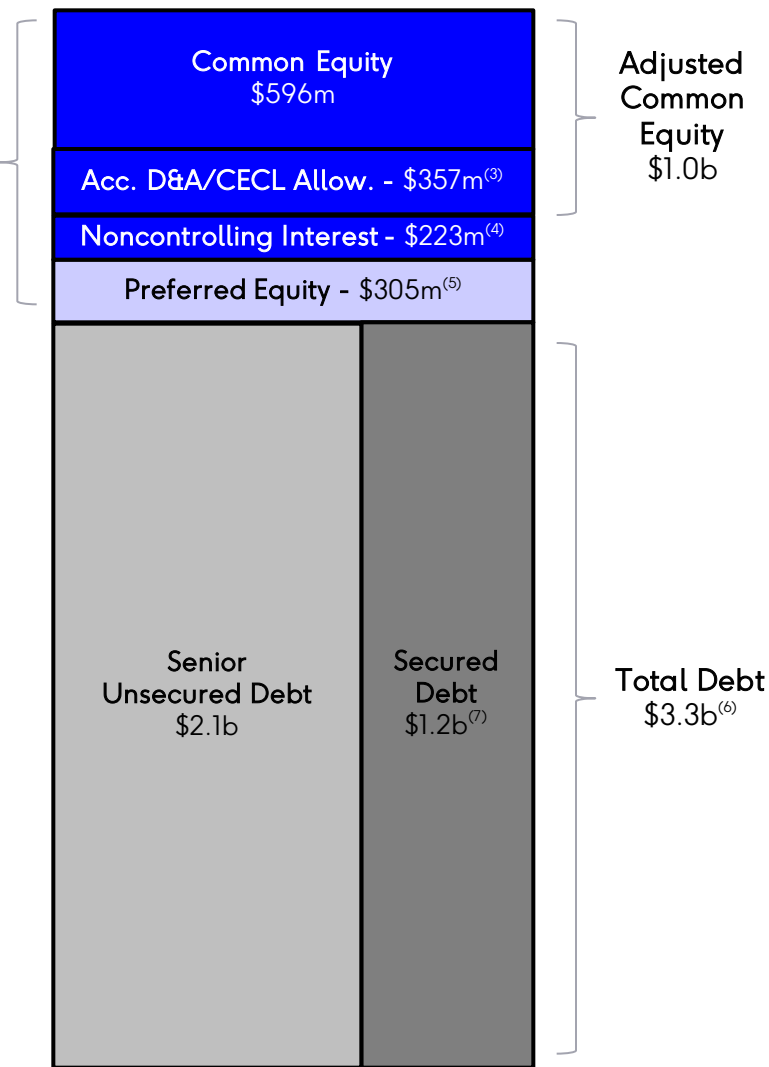 Common Equity
$596m
Adjusted
Common
Equity
$1.0b
Acc. D&A/CECL Allow. - $357m(3)
Noncontrolling Interest - $223m(4)
Preferred Equity - $305m(5)
Senior
Unsecured Debt
$2.1b
Secured
Debt
$1.2b(7)
Total Debt
$3.3b(6)